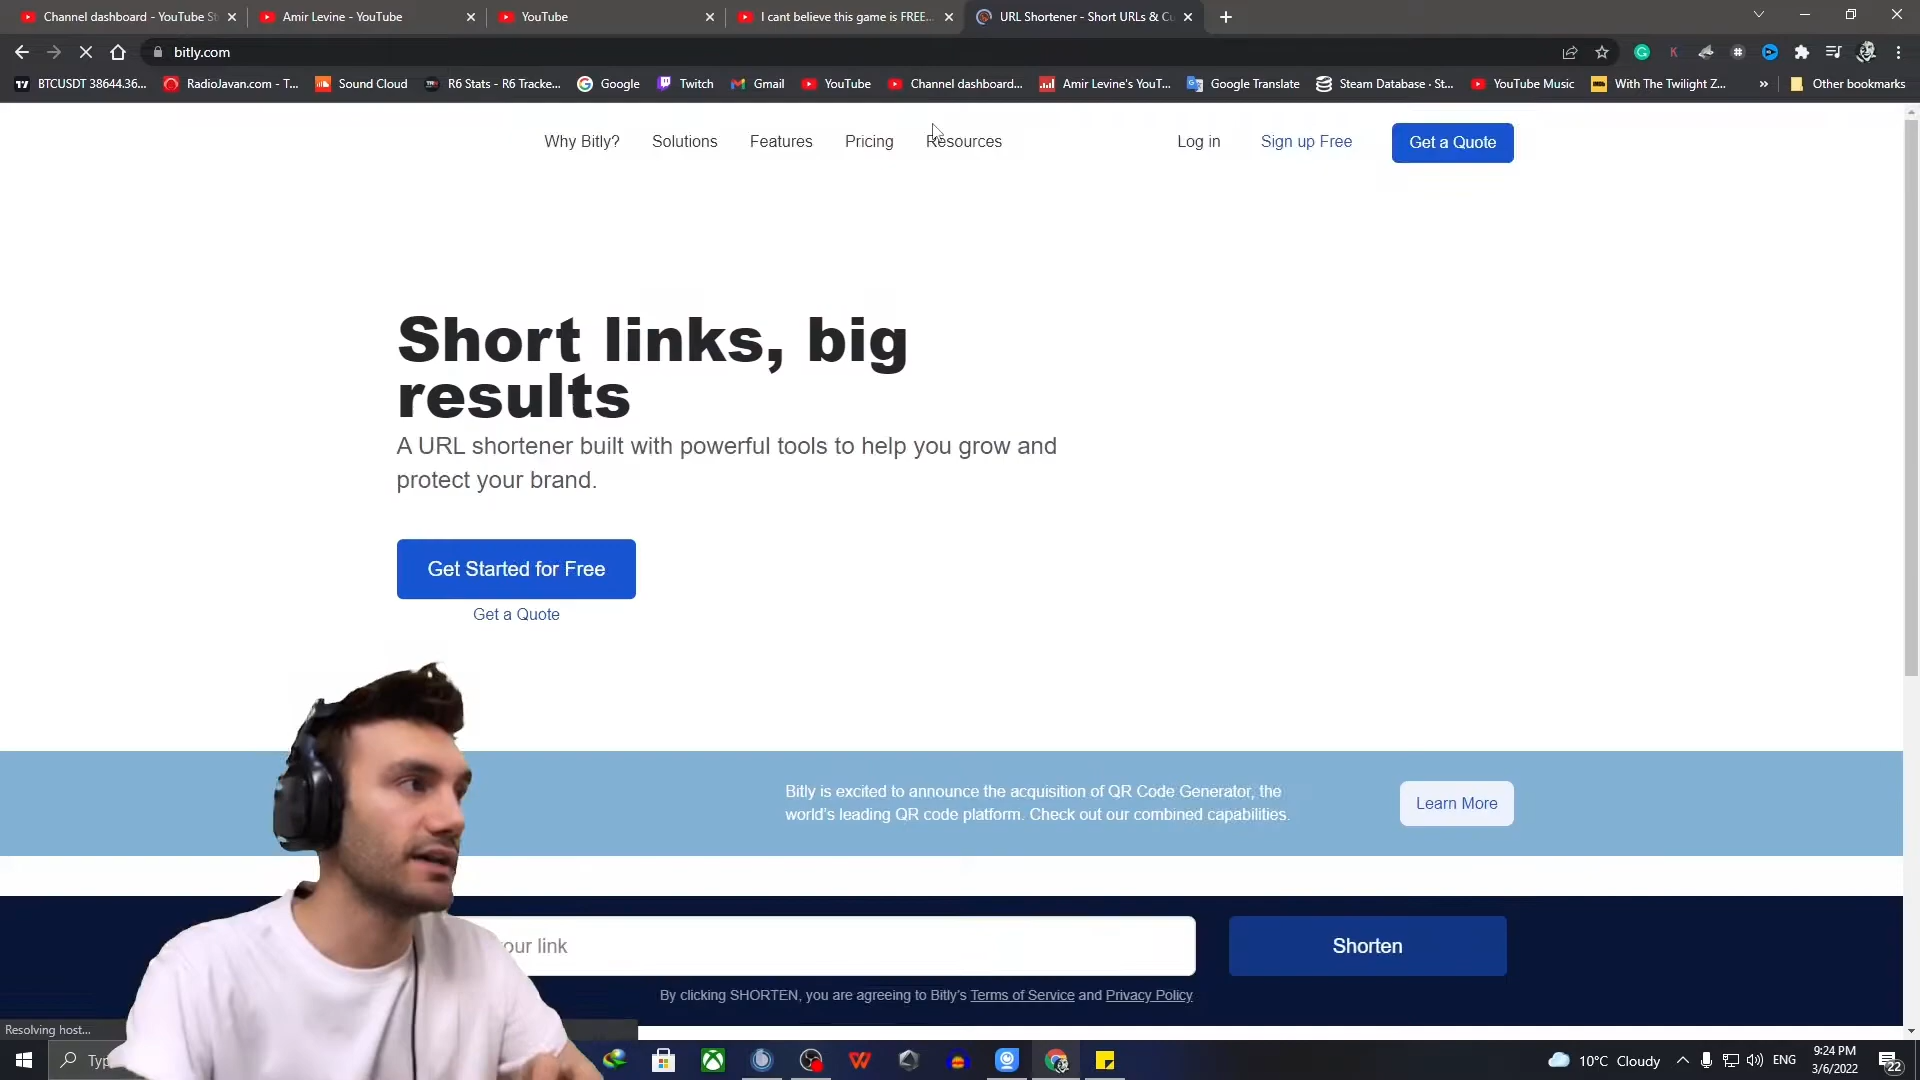 Channel dashboard - YouTube St
Amir Levine - YouTube
YouTube
I cant believe this game is FREE...
URL Shortener - Short URLs & Cu
bitly.com
BTCUSDT 38644.36...
RadioJavan.com - T...
Sound Cloud
R6 Stats - R6 Tracke...
Google
Twitch
Gmail
YouTube
Channel dashboard...
Amir Levine's YouT...
Google Translate
Steam Database · St...
YouTube Music
With The Twilight Z...
Other bookmarks
Why Bitly?
Solutions
Features
Pricing
Resources
Log in
Sign up Free
Get a Quote
Short links, big
results
A URL shortener built with powerful tools to help you grow and
protect your brand.
Get Started for Free
Get a Quote
Bitly is excited to announce the acquisition of QR Code Generator, the
world's leading QR code platform. Check out our combined capabilities.
Learn More
our link
Shorten
By clicking SHORTEN, you are agreeing to Bitly's Terms of Service and Privacy Policy
Resolving host...
Typ
10°C Cloudy
ENG
9:24 PM
3/6/2022
22